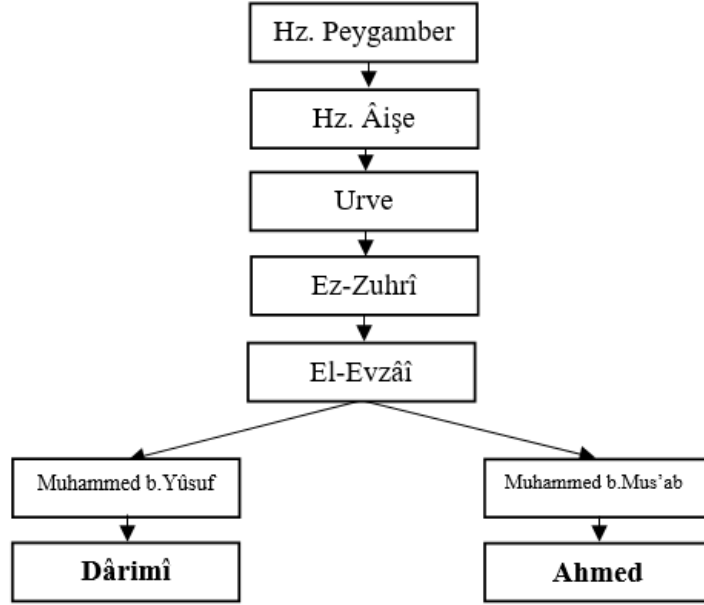 Hz. Peygamber
Hz. Âişe
Urve
Ez-Zuhrî
El-Evzâî
Muhammed b.Yûsuf
Muhammed b.Mus’ab
Dârimî
Ahmed